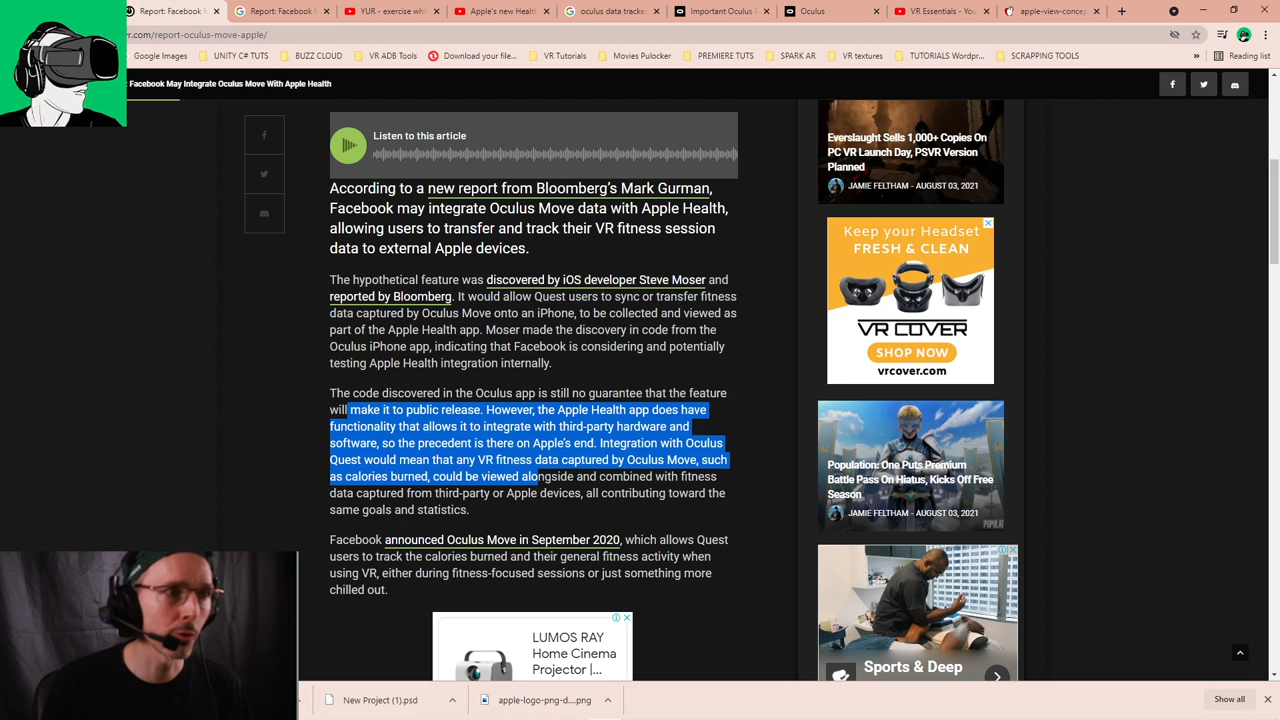 Report: Facebook M
Report: Facebook M
YUR - exercise whil
Apple's new Health
oculus data tracke
Important Oculus P
Oculus
VR Essentials - You
apple-view-concep
r.com/report-oculus-move-apple/
Google Images
UNITY C# TUTS
BUZZ CLOUD
VR ADB Tools
Download your file...
VR Tutorials
Movies Pulocker
PREMIERE TUTS
SPARK AR
VR textures
TUTORIALS Wordpr...
SCRAPPING TOOLS
Reading list
Facebook May Integrate Oculus Move With Apple Health
Listen to this article
According to a new report from Bloomberg's Mark Gurman,
Facebook may integrate Oculus Move data with Apple Health,
allowing users to transfer and track their VR fitness session
data to external Apple devices.
The hypothetical feature was discovered by iOS developer Steve Moser and
reported by Bloomberg. It would allow Quest users to sync or transfer fitness
data captured by Oculus Move onto an iPhone, to be collected and viewed as
part of the Apple Health app. Moser made the discovery in code from the
Oculus iPhone app, indicating that Facebook is considering and potentially
testing Apple Health integration internally.
The code discovered in the Oculus app is still no guarantee that the feature
will make it to public release. However, the Apple Health app does have
functionality that allows it to integrate with third-party hardware and
software, so the precedent is there on Apple's end. Integration with Oculus
Quest would mean that any VR fitness data captured by Oculus Move, such
as calories burned, could be viewed alongside and combined with fitness
data captured from third-party or Apple devices, all contributing toward the
same goals and statistics.
Facebook announced Oculus Move in September 2020, which allows Quest
users to track the calories burned and their general fitness activity when
using VR, either during fitness-focused sessions or just something more
chilled out.
LUMOS RAY
Home Cinema
Projector |...
Everslaught Sells 1,000+ Copies On
PC VR Launch Day, PSVR Version
Planned
JAMIE FELTHAM - AUGUST 03, 2021
Keep your Headset
FRESH & CLEAN
VR COVER
SHOP NOW
vrcover.com
Population: One Puts Premium
Battle Pass On Hiatus, Kicks Off Free
Season
JAMIE FELTHAM - AUGUST 03, 2021
Sports & Deep
New Project (1).psd
apple-logo-png-d....png
Show all